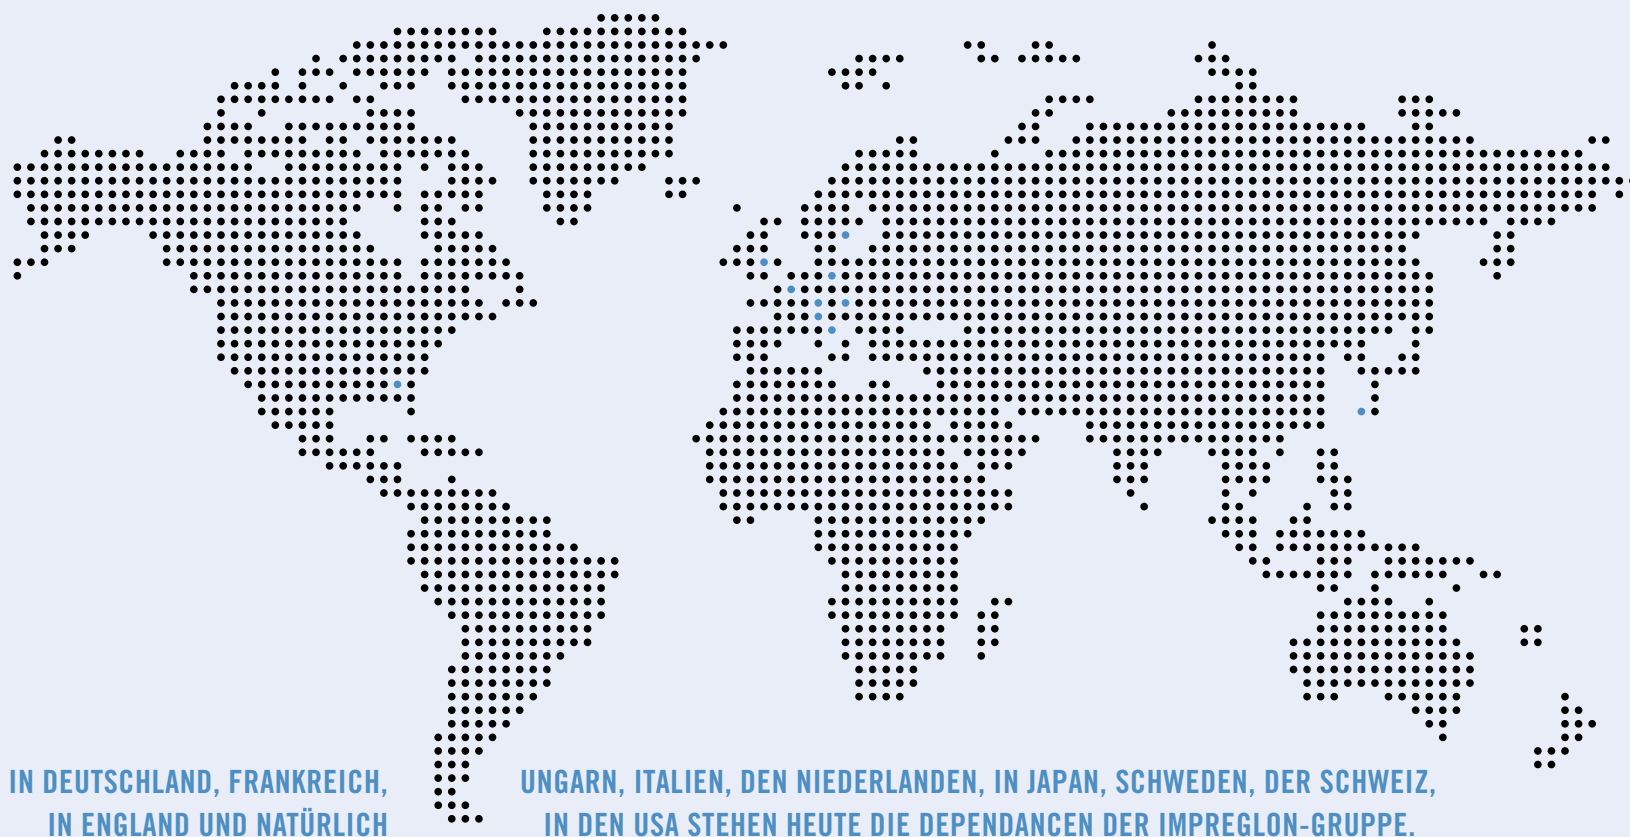 IN DEUTSCHLAND, FRANKREICH, UNGARN, ITALIEN, DEN NIEDERLANDEN, IN JAPAN, SCHWEDEN, DER SCHWEIZ,
IN ENGLAND UND NATÜRLICH IN DEN USA STEHEN HEUTE DIE DEPENDANCEN DER IMPREGLON-GRUPPE.